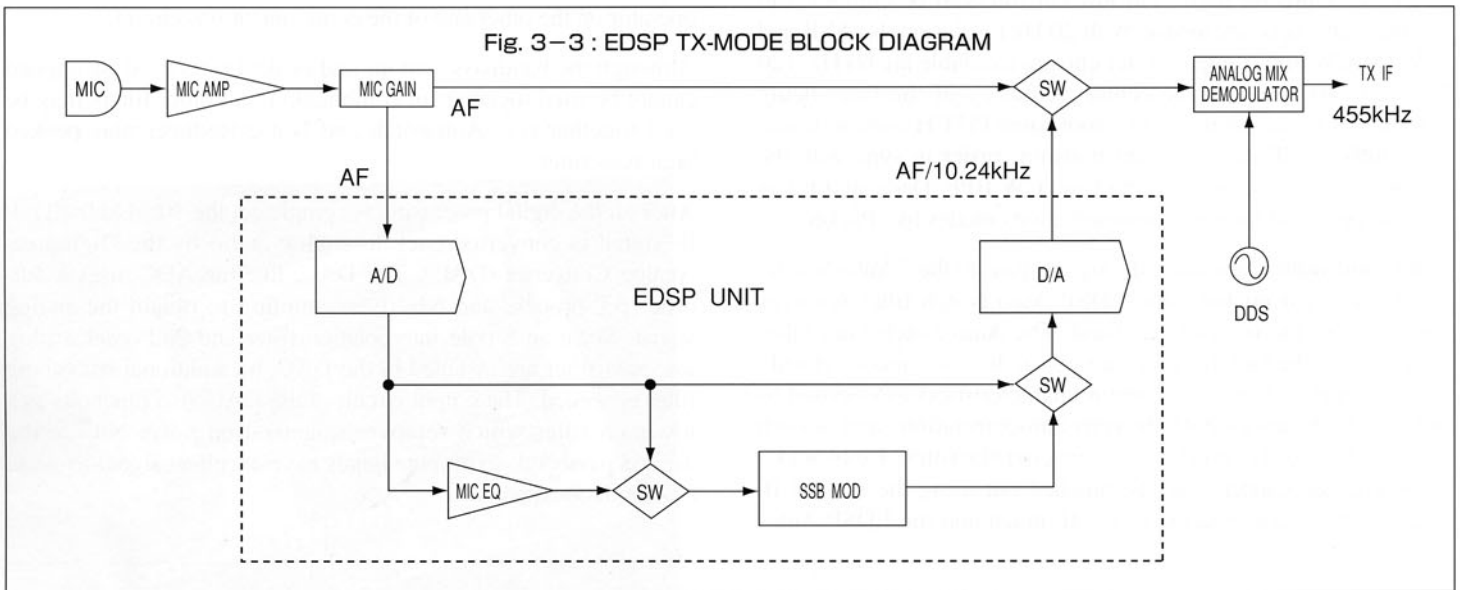 Fig. 3–3 : EDSP TX-MODE BLOCK DIAGRAM
MIC
MIC AMP
MIC GAIN
AF
SW
ANALOG MIX
DEMODULATOR
TX IF
455kHz
AF
AF/10.24kHz
A/D
EDSP UNIT
D/A
DDS
SW
MIC EQ
SW
SSB MOD